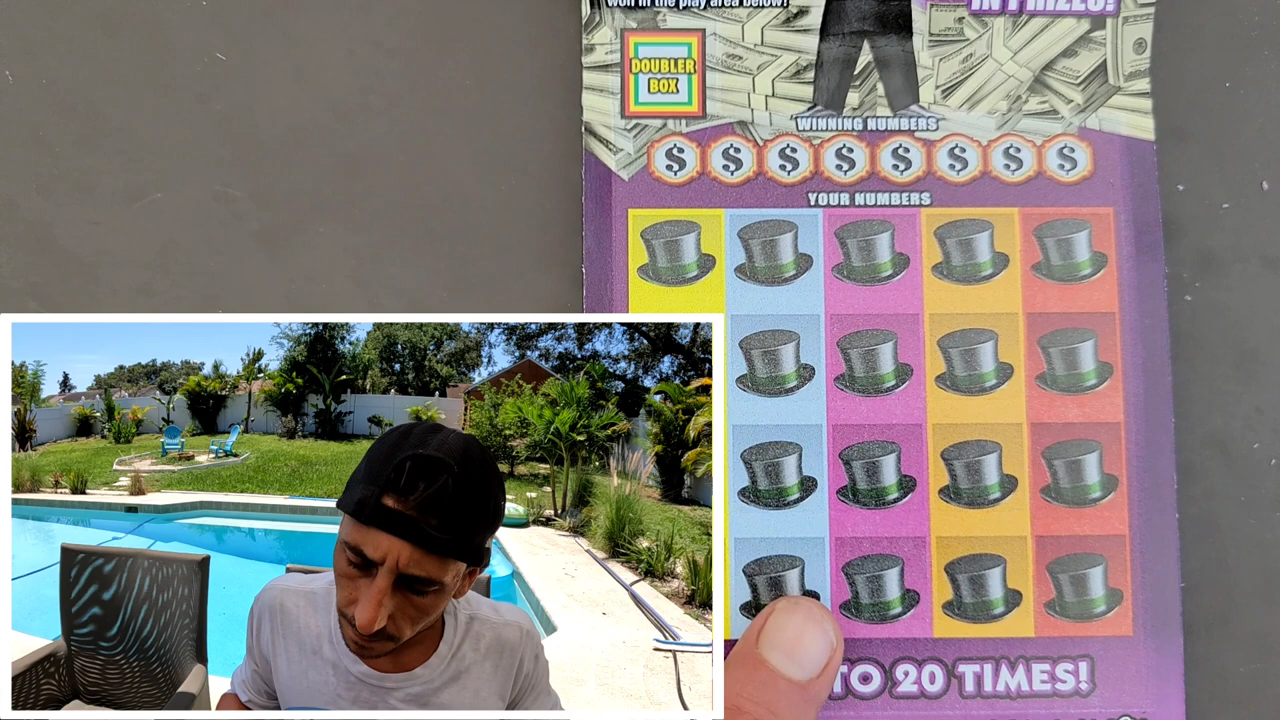 won in the play area below!
IN PRIZES!
DOUBLER
BOX
WINNING NUMBERS
$ $ $ $ $ $ $ $
YOUR NUMBERS
TO 20 TIMES!